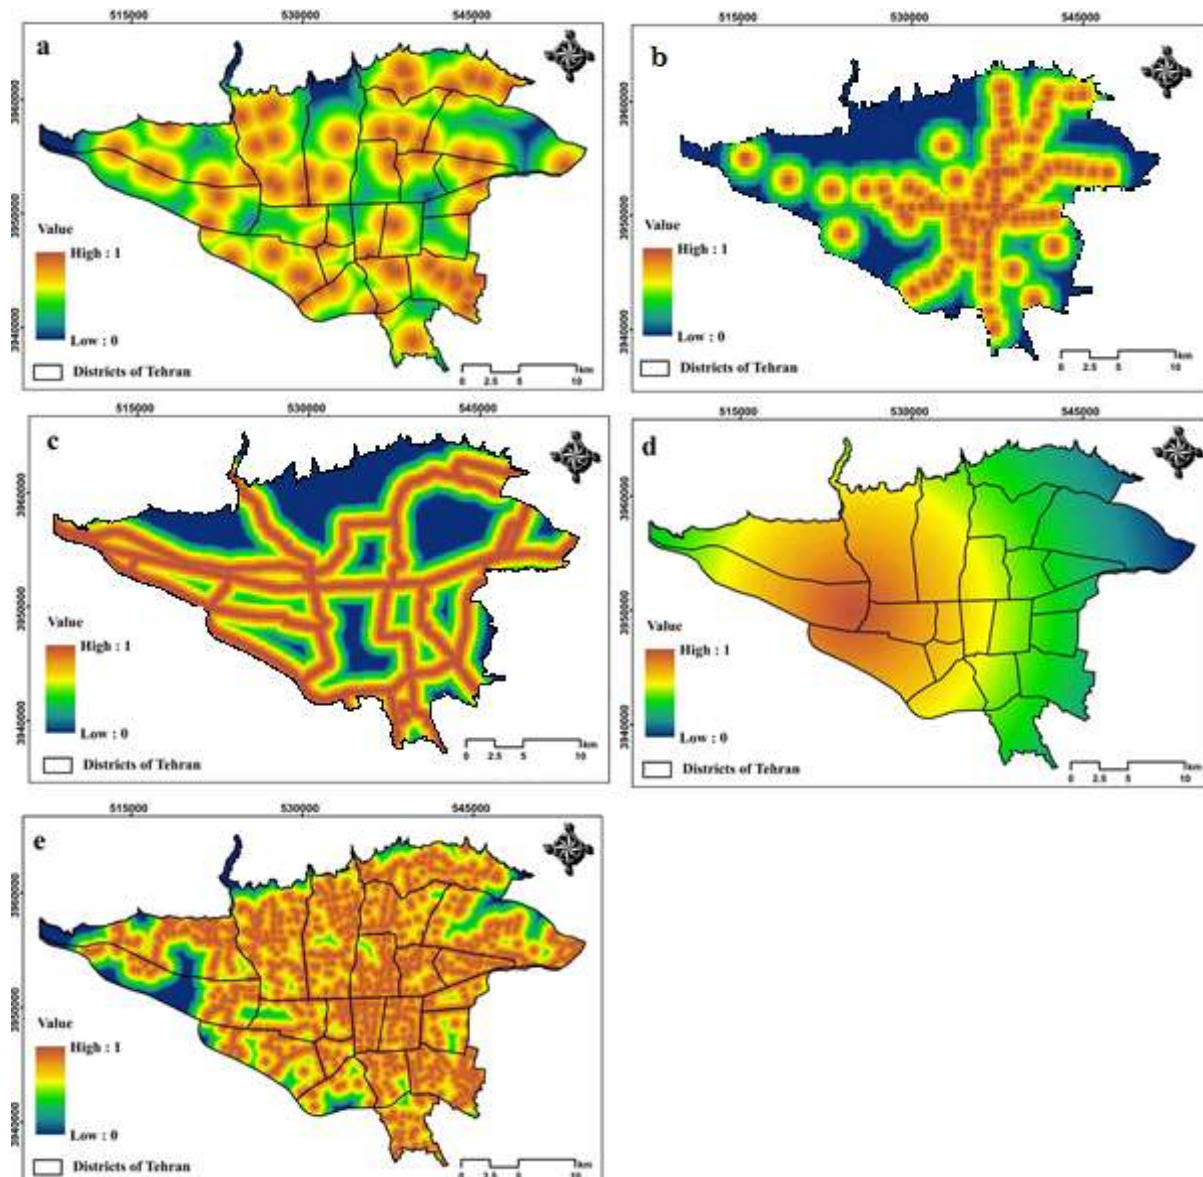 515000 530000 545000
a
3960000
3950000
3940000
Value
High : 1
Low : 0
Districts of Tehran
km
0 2.5 5 10
515000 530000 545000
b
3960000
3950000
3940000
Value
High : 1
Low : 0
Districts of Tehran
km
0 2.5 5 10
515000 530000 545000
c
3960000
3950000
3940000
Value
High : 1
Low : 0
Districts of Tehran
km
0 2.5 5 10
515000 530000 545000
d
3960000
3950000
3940000
Value
High : 1
Low : 0
Districts of Tehran
km
0 2.5 5 10
515000 530000 545000
e
3960000
3950000
3940000
Value
High : 1
Low : 0
Districts of Tehran
km
0 2.5 5 10